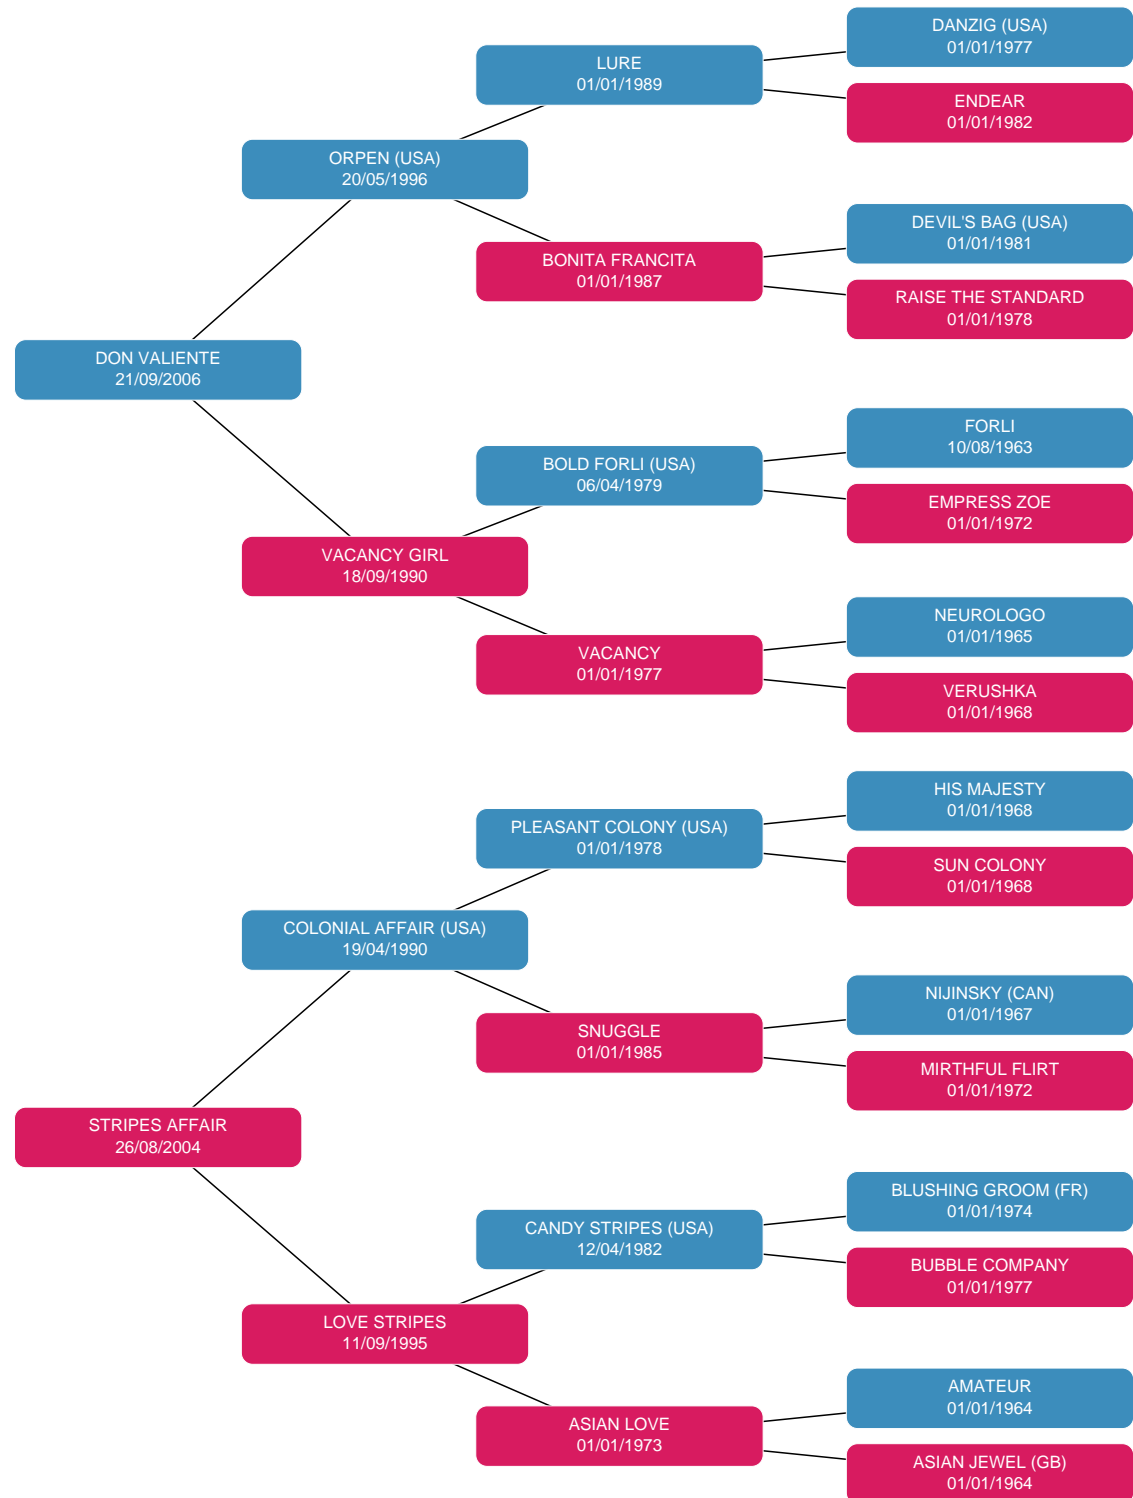 DANZIG (USA)
01/01/1977
LURE
01/01/1989
ENDEAR
01/01/1982
ORPEN (USA)
20/05/1996
DEVIL'S BAG (USA)
01/01/1981
BONITA FRANCITA
01/01/1987
RAISE THE STANDARD
01/01/1978
DON VALIENTE
21/09/2006
FORLI
10/08/1963
BOLD FORLI (USA)
06/04/1979
EMPRESS ZOE
01/01/1972
VACANCY GIRL
18/09/1990
NEUROLOGO
01/01/1965
VACANCY
01/01/1977
VERUSHKA
01/01/1968
HIS MAJESTY
01/01/1968
PLEASANT COLONY (USA)
01/01/1978
SUN COLONY
01/01/1968
COLONIAL AFFAIR (USA)
19/04/1990
NIJINSKY (CAN)
01/01/1967
SNUGGLE
01/01/1985
MIRTHFUL FLIRT
01/01/1972
STRIPES AFFAIR
26/08/2004
BLUSHING GROOM (FR)
01/01/1974
CANDY STRIPES (USA)
12/04/1982
BUBBLE COMPANY
01/01/1977
LOVE STRIPES
11/09/1995
AMATEUR
01/01/1964
ASIAN LOVE
01/01/1973
ASIAN JEWEL (GB)
01/01/1964